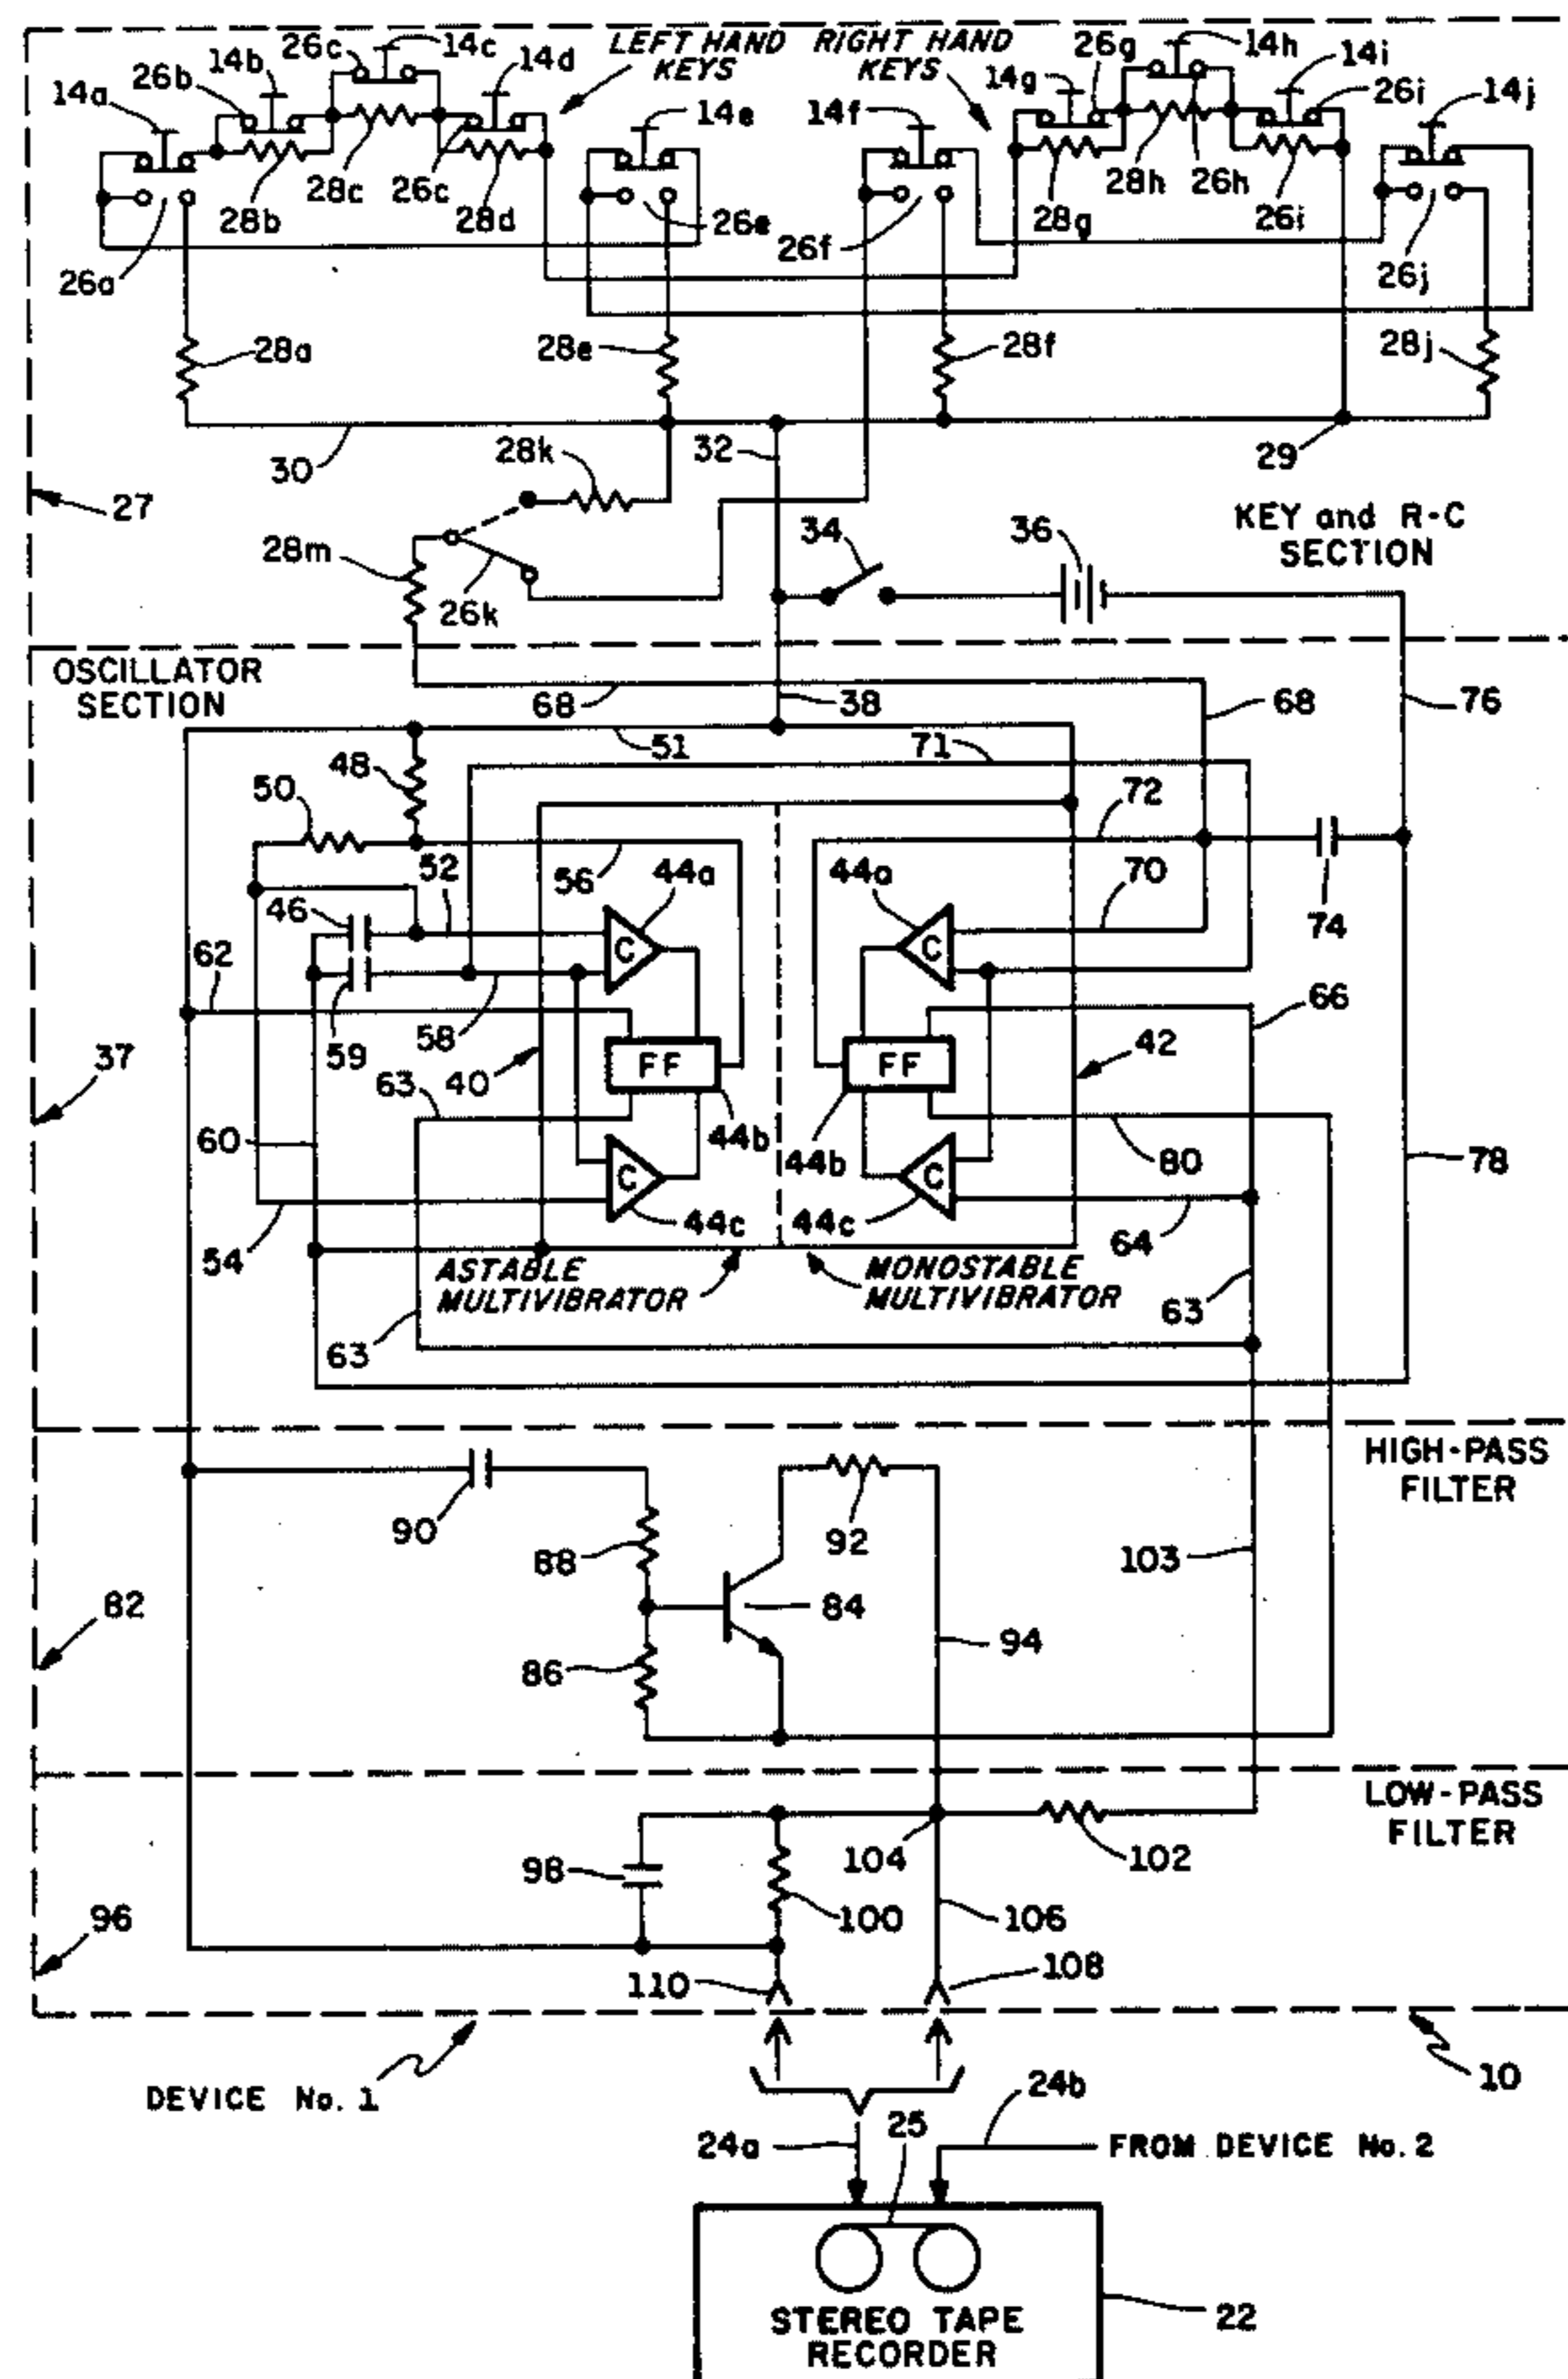 LEFT HAND KEYS
RIGHT HAND KEYS
14a
26b
14b
26c
14c
14d
14e
14f
14g
26g
14h
14i
26i
14j
28b
28c
26c
28d
26e
26f
28g
28h
26h
26i
26j
26a
28a
28e
28f
28j
30
28k
32
29
27
28m
26k
34
36
KEY and R-C
SECTION
OSCILLATOR
SECTION
68
38
68
76
51
71
48
50
72
52
56
44a
44a
70
46
74
62
C
C
66
59
58
37
63
40
FF
FF
42
60
44b
44b
80
78
C
C
54
44c
44c
64
ASTABLE
MULTIVIBRATOR
MONOSTABLE
MULTIVIBRATOR
63
63
HIGH-PASS
FILTER
90
88
92
103
82
84
86
94
LOW-PASS
FILTER
98
104
102
96
100
106
110
108
DEVICE No. 1
10
24b
24a
25
FROM DEVICE No. 2
STEREO TAPE
RECORDER
22